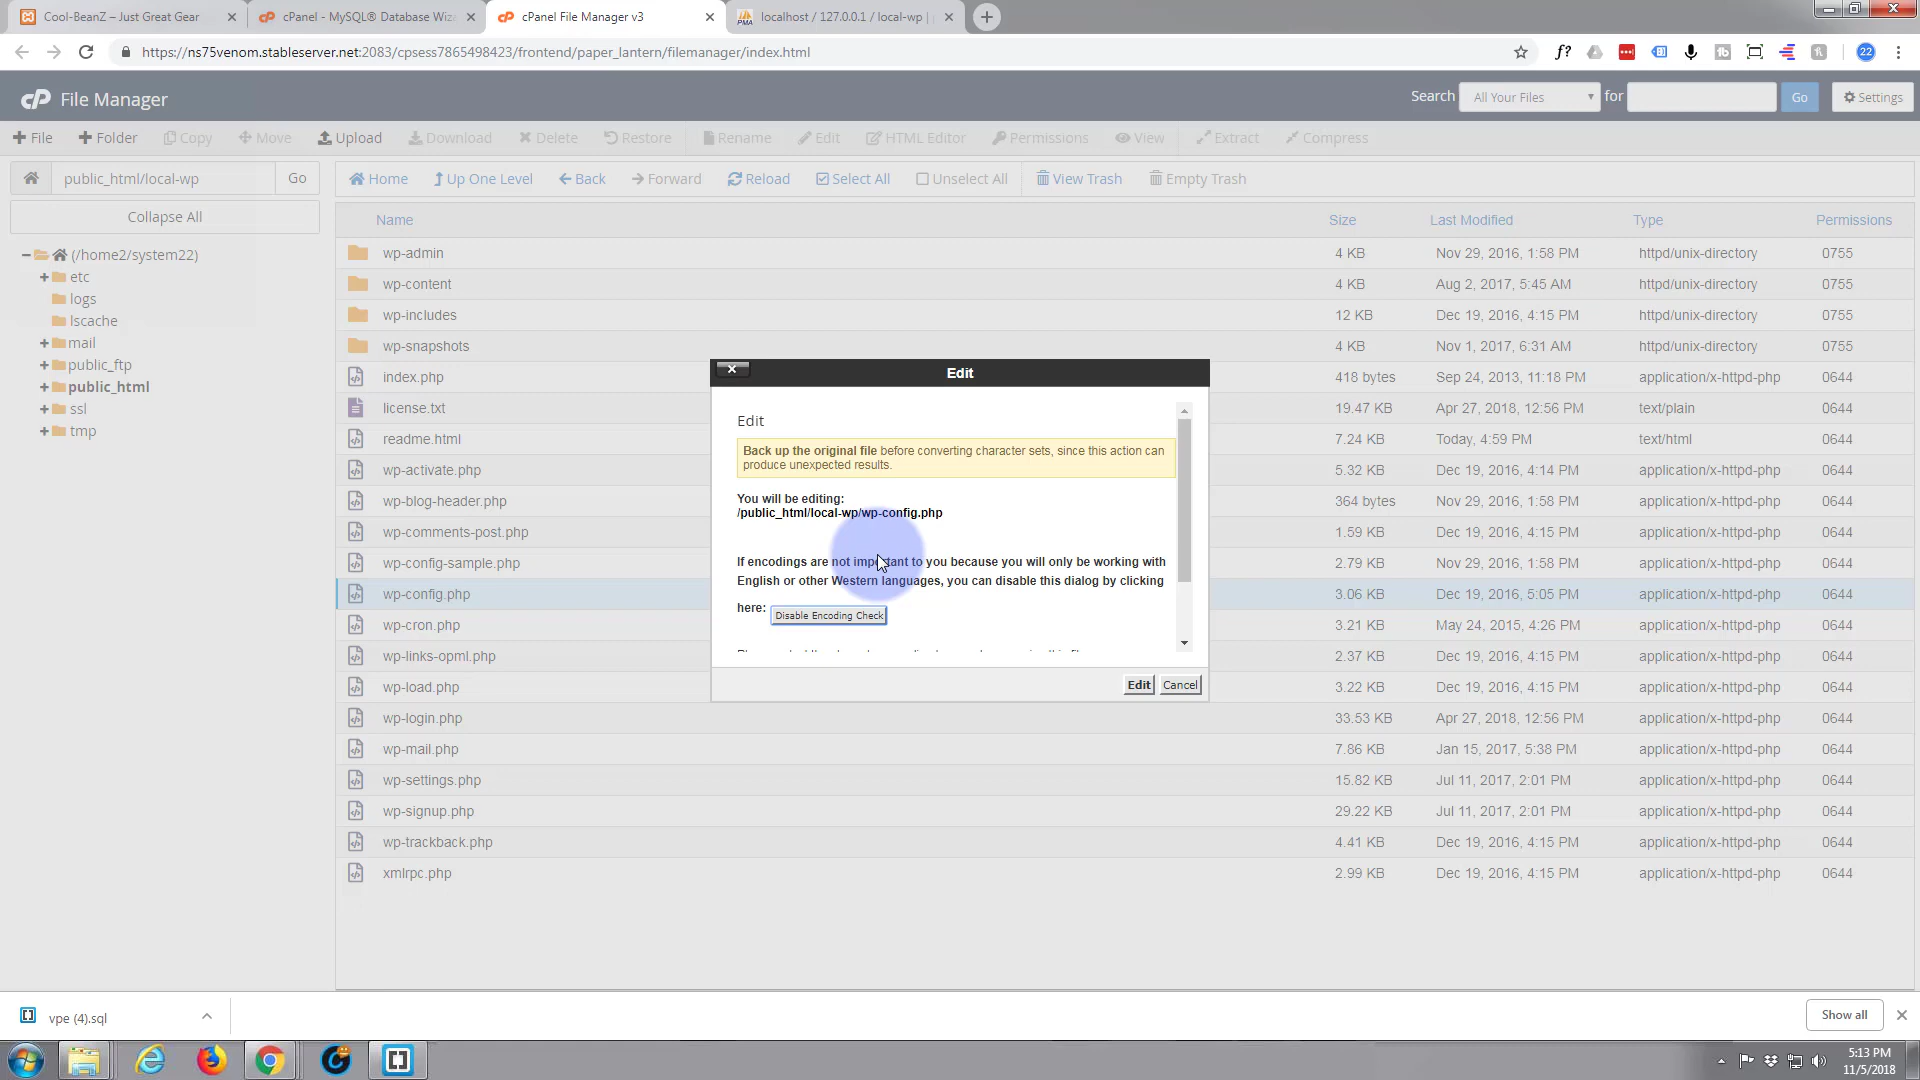 Cool-BeanZ – Just Great Gear
cPanel - MySQL® Database Wiza
cPanel File Manager v3
localhost / 127.0.0.1 / local-wp |
https://ns75venom.stableserver.net:2083/cpsess7865498423/frontend/paper_lantern/filemanager/index.html
f?
22
cP File Manager
Search All Your Files for Go Settings
File Folder Copy Move Upload Download Delete Restore Rename Edit HTML Editor Permissions View Extract Compress
public_html/local-wp Go
Home Up One Level Back Forward Reload Select All Unselect All View Trash Empty Trash
Collapse All
(/home2/system22)
etc
logs
lscache
mail
public_ftp
public_html
ssl
tmp
Name Size Last Modified Type Permissions
wp-admin 4 KB Nov 29, 2016, 1:58 PM httpd/unix-directory 0755
wp-content 4 KB Aug 2, 2017, 5:45 AM httpd/unix-directory 0755
wp-includes 12 KB Dec 19, 2016, 4:15 PM httpd/unix-directory 0755
wp-snapshots 4 KB Nov 1, 2017, 6:31 AM httpd/unix-directory 0755
index.php 418 bytes Sep 24, 2013, 11:18 PM application/x-httpd-php 0644
license.txt 19.47 KB Apr 27, 2018, 12:56 PM text/plain 0644
readme.html 7.24 KB Today, 4:59 PM text/html 0644
wp-activate.php 5.32 KB Dec 19, 2016, 4:14 PM application/x-httpd-php 0644
wp-blog-header.php 364 bytes Nov 29, 2016, 1:58 PM application/x-httpd-php 0644
wp-comments-post.php 1.59 KB Dec 19, 2016, 4:15 PM application/x-httpd-php 0644
wp-config-sample.php 2.79 KB Nov 29, 2016, 1:58 PM application/x-httpd-php 0644
wp-config.php 3.06 KB Dec 19, 2016, 5:05 PM application/x-httpd-php 0644
wp-cron.php 3.21 KB May 24, 2015, 4:26 PM application/x-httpd-php 0644
wp-links-opml.php 2.37 KB Dec 19, 2016, 4:15 PM application/x-httpd-php 0644
wp-load.php 3.22 KB Dec 19, 2016, 4:15 PM application/x-httpd-php 0644
wp-login.php 33.53 KB Apr 27, 2018, 12:56 PM application/x-httpd-php 0644
wp-mail.php 7.86 KB Jan 15, 2017, 5:38 PM application/x-httpd-php 0644
wp-settings.php 15.82 KB Jul 11, 2017, 2:01 PM application/x-httpd-php 0644
wp-signup.php 29.22 KB Jul 11, 2017, 2:01 PM application/x-httpd-php 0644
wp-trackback.php 4.41 KB Dec 19, 2016, 4:15 PM application/x-httpd-php 0644
xmlrpc.php 2.99 KB Dec 19, 2016, 4:15 PM application/x-httpd-php 0644
Edit
Edit
Back up the original file before converting character sets, since this action can
produce unexpected results.
You will be editing:
/public_html/local-wp/wp-config.php
If encodings are not important to you because you will only be working with
English or other Western languages, you can disable this dialog by clicking
here: Disable Encoding Check
Edit Cancel
vpe (4).sql
Show all
5:13 PM
11/5/2018